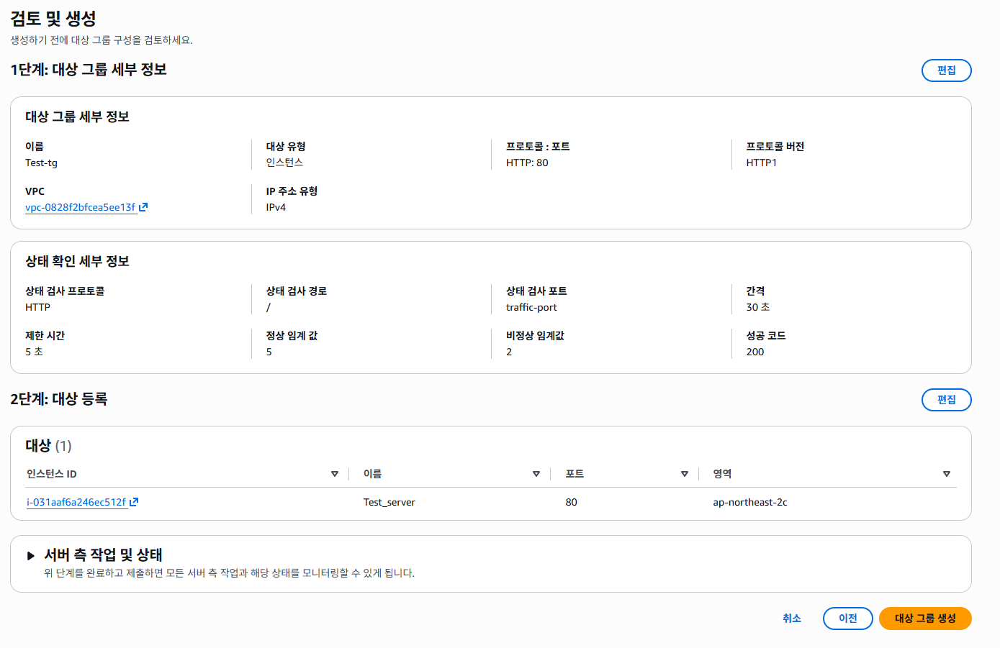 검토 및 생성
생성하기 전에 대상 그룹 구성을 검토하세요.
1단계: 대상 그룹 세부 정보
편집
대상 그룹 세부 정보
이름
Test-tg
대상 유형
인스턴스
프로토콜 : 포트
HTTP: 80
프로토콜 버전
HTTP1
VPC
vpc-0828f2bfcea5ee13f
IP 주소 유형
IPv4
상태 확인 세부 정보
상태 검사 프로토콜
HTTP
상태 검사 경로
/
상태 검사 포트
traffic-port
간격
30 초
제한 시간
5 초
정상 임계 값
5
비정상 임계값
2
성공 코드
200
2단계: 대상 등록
편집
대상 (1)
인스턴스 ID 이름 포트 영역
i-031aaf6a246ec512f Test_server 80 ap-northeast-2c
서버 측 작업 및 상태
위 단계를 완료하고 제출하면 모든 서버 측 작업과 해당 상태를 모니터링할 수 있게 됩니다.
취소 이전 대상 그룹 생성